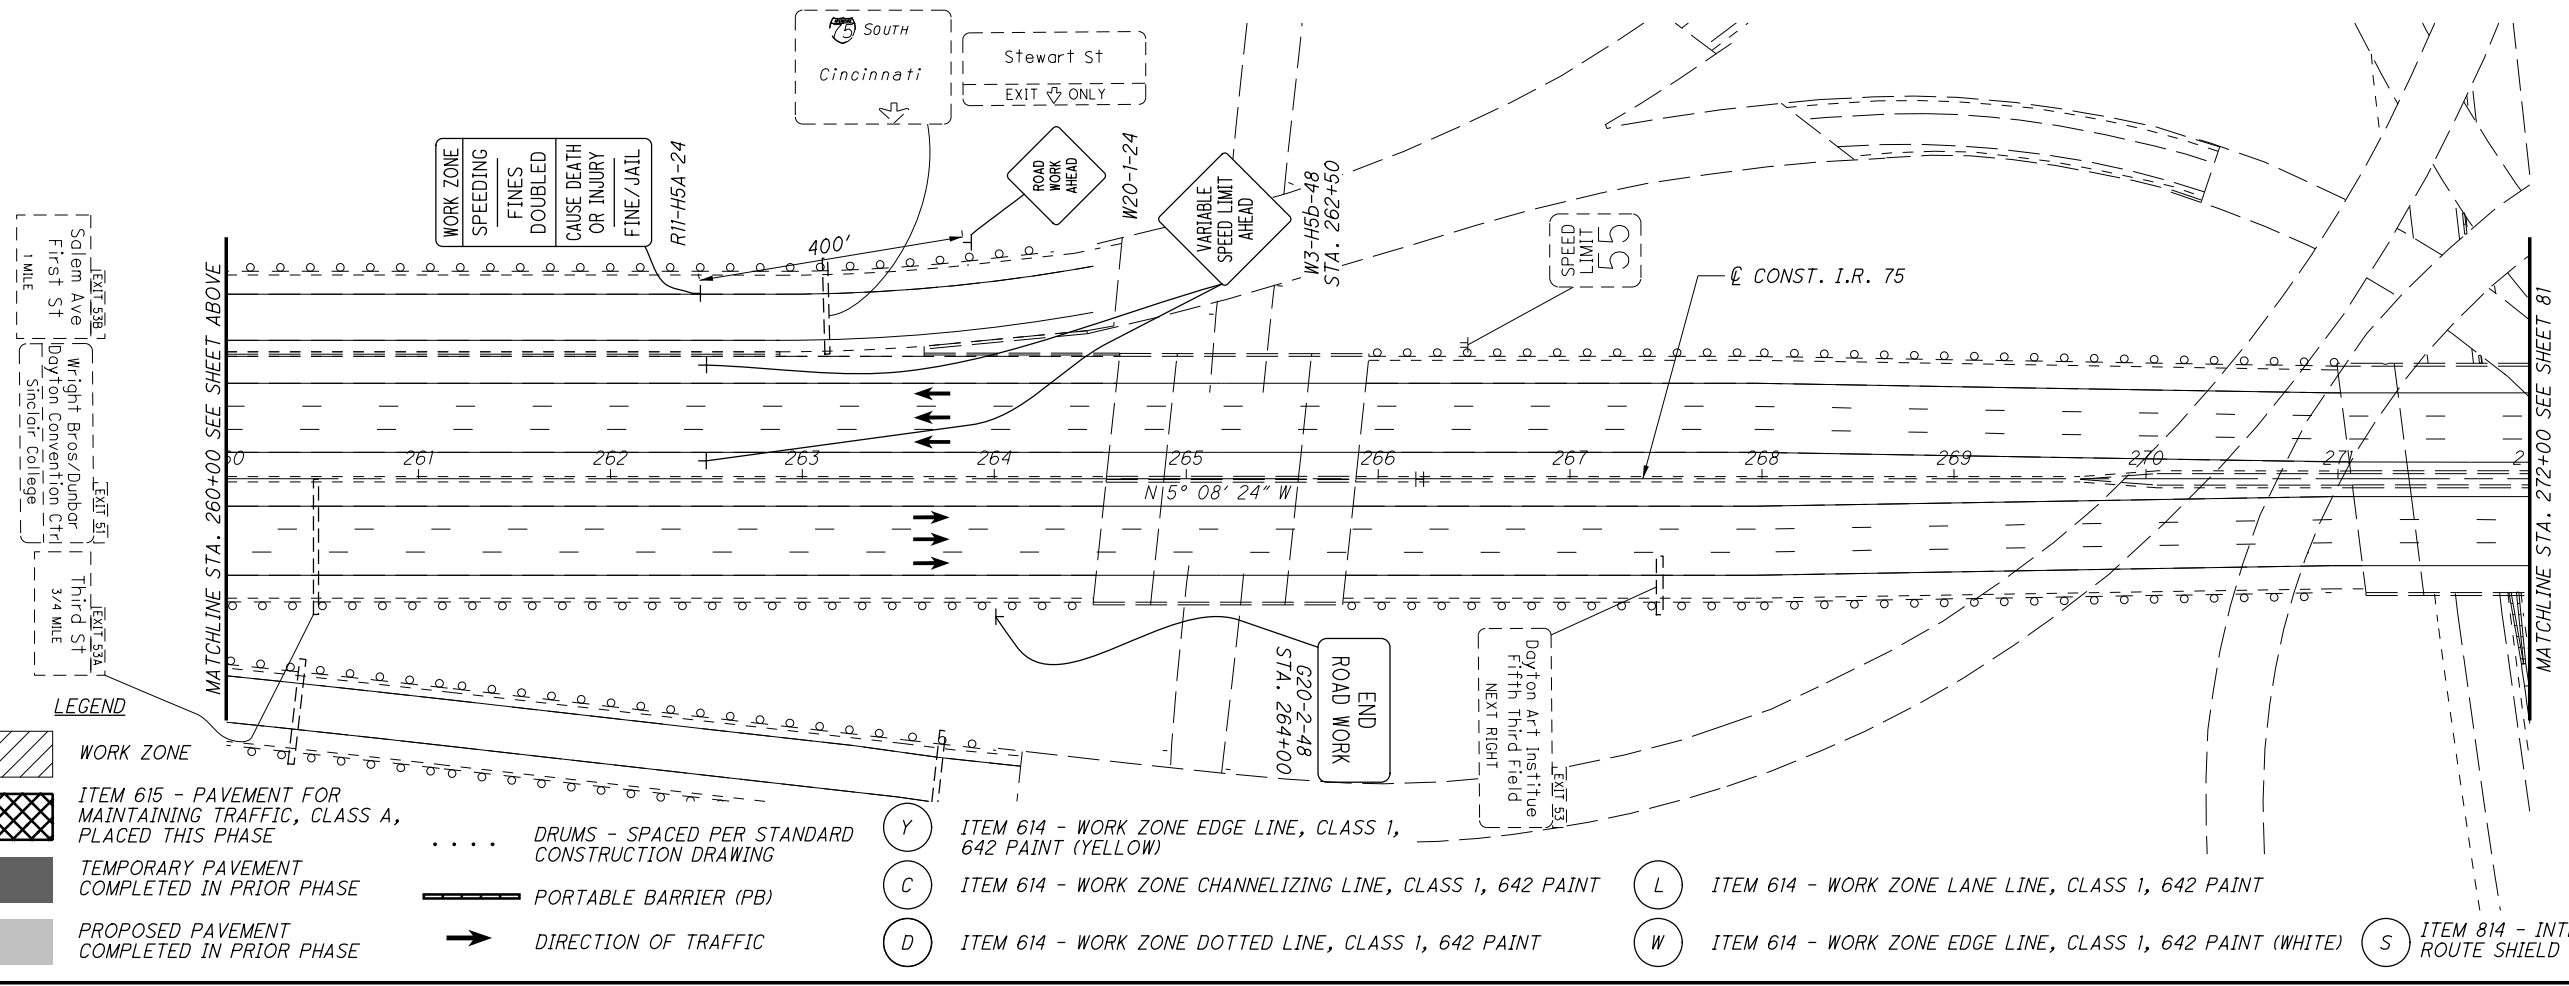 75 SOUTH
Cincinnati
Stewart St
EXIT ONLY
WORK ZONE
SPEEDING
FINES
DOUBLED
CAUSE DEATH
OR INJURY
FINE/JAIL
R11-H5A-24
400'
ROAD
WORK
AHEAD
W20-1-24
VARIABLE
SPEED LIMIT
AHEAD
W3-H5b-48
STA. 262+50
SPEED
LIMIT
55
℄ CONST. I.R. 75
EXIT 53B
Salem Ave
First St
1 MILE
EXIT 51
Wright Bros/Dunbar
Dayton Convention Ctr
Sinclair College
EXIT 53A
Third St
3/4 MILE
MATCHLINE STA. 260+00 SEE SHEET ABOVE
60 261 262 263 264 265 266 267 268 269 270 271 2
N 5° 08' 24" W
MATCHLINE STA. 272+00 SEE SHEET 81
END
ROAD WORK
G20-2-48
STA. 264+00
EXIT 53
Dayton Art Institue
Fifth Third Field
NEXT RIGHT
LEGEND
WORK ZONE
ITEM 615 - PAVEMENT FOR
MAINTAINING TRAFFIC, CLASS A,
PLACED THIS PHASE
TEMPORARY PAVEMENT
COMPLETED IN PRIOR PHASE
PROPOSED PAVEMENT
COMPLETED IN PRIOR PHASE
DRUMS - SPACED PER STANDARD
CONSTRUCTION DRAWING
PORTABLE BARRIER (PB)
DIRECTION OF TRAFFIC
Y ITEM 614 - WORK ZONE EDGE LINE, CLASS 1,
642 PAINT (YELLOW)
C ITEM 614 - WORK ZONE CHANNELIZING LINE, CLASS 1, 642 PAINT
D ITEM 614 - WORK ZONE DOTTED LINE, CLASS 1, 642 PAINT
L ITEM 614 - WORK ZONE LANE LINE, CLASS 1, 642 PAINT
W ITEM 614 - WORK ZONE EDGE LINE, CLASS 1, 642 PAINT (WHITE)
S ITEM 814 - INT
ROUTE SHIELD